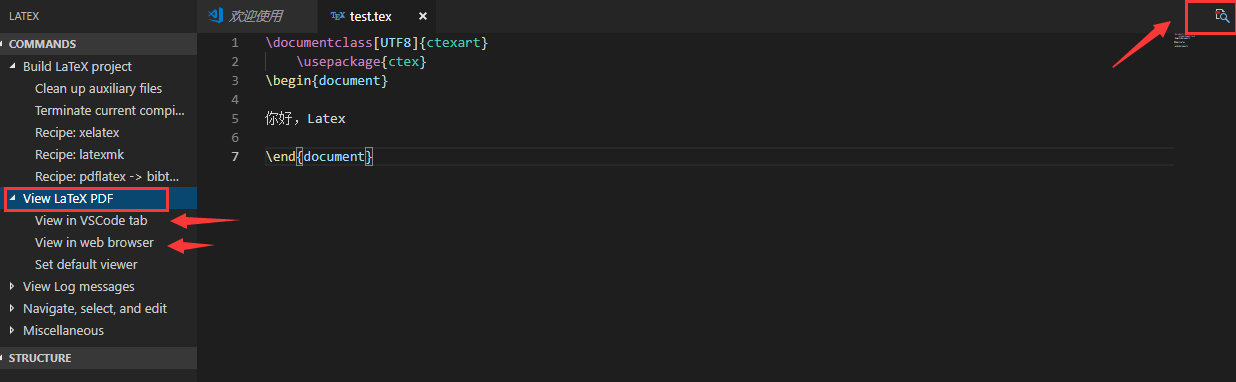 LATEX
COMMANDS
Build LaTeX project
Clean up auxiliary files
Terminate current compi...
Recipe: xelatex
Recipe: latexmk
Recipe: pdflatex -> bibt...
View LaTeX PDF
View in VSCode tab
View in web browser
Set default viewer
View Log messages
Navigate, select, and edit
Miscellaneous
STRUCTURE
欢迎使用
TEX test.tex ×
1 \documentclass[UTF8]{ctexart}
2 \usepackage{ctex}
3 \begin{document}
4
5 你好，Latex
6
7 \end{document}